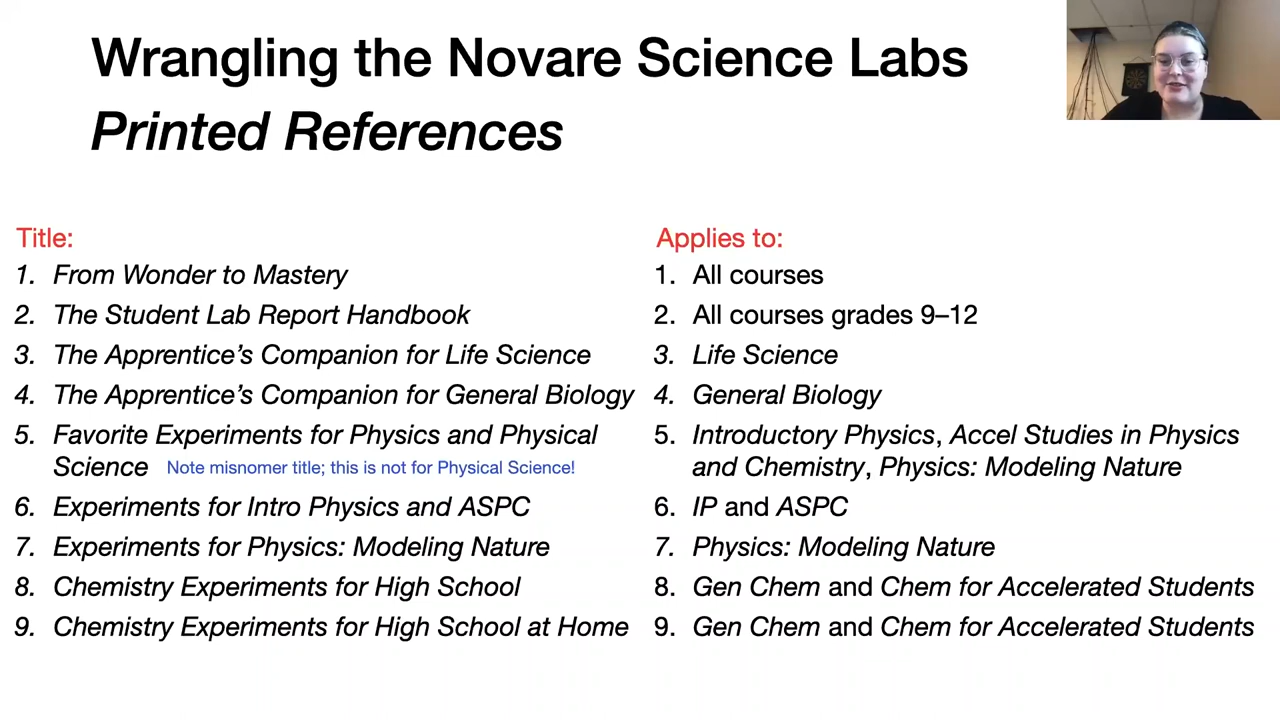 Wrangling the Novare Science Labs
Printed References
Title:
1. From Wonder to Mastery
2. The Student Lab Report Handbook
3. The Apprentice’s Companion for Life Science
4. The Apprentice’s Companion for General Biology
5. Favorite Experiments for Physics and Physical
Science Note misnomer title; this is not for Physical Science!
6. Experiments for Intro Physics and ASPC
7. Experiments for Physics: Modeling Nature
8. Chemistry Experiments for High School
9. Chemistry Experiments for High School at Home
Applies to:
1. All courses
2. All courses grades 9–12
3. Life Science
4. General Biology
5. Introductory Physics, Accel Studies in Physics
and Chemistry, Physics: Modeling Nature
6. IP and ASPC
7. Physics: Modeling Nature
8. Gen Chem and Chem for Accelerated Students
9. Gen Chem and Chem for Accelerated Students